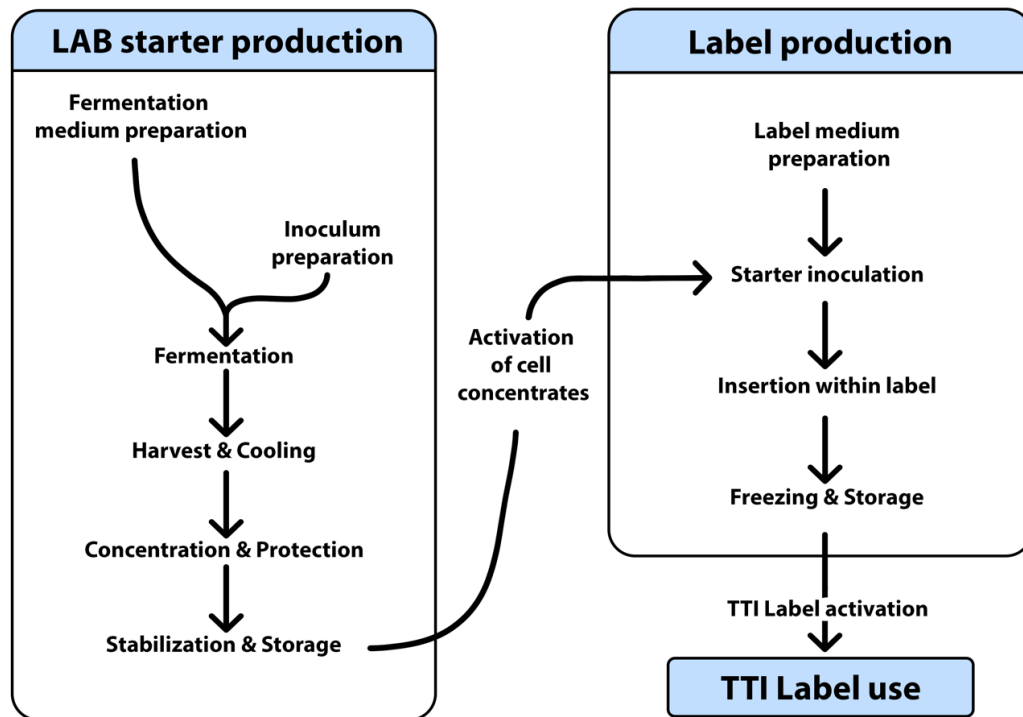 LAB starter production
Fermentation
medium preparation
Inoculum
preparation
Fermentation
Harvest & Cooling
Concentration & Protection
Stabilization & Storage
Activation
of cell
concentrates
Label production
Label medium
preparation
Starter inoculation
Insertion within label
Freezing & Storage
TTI Label activation
TTI Label use